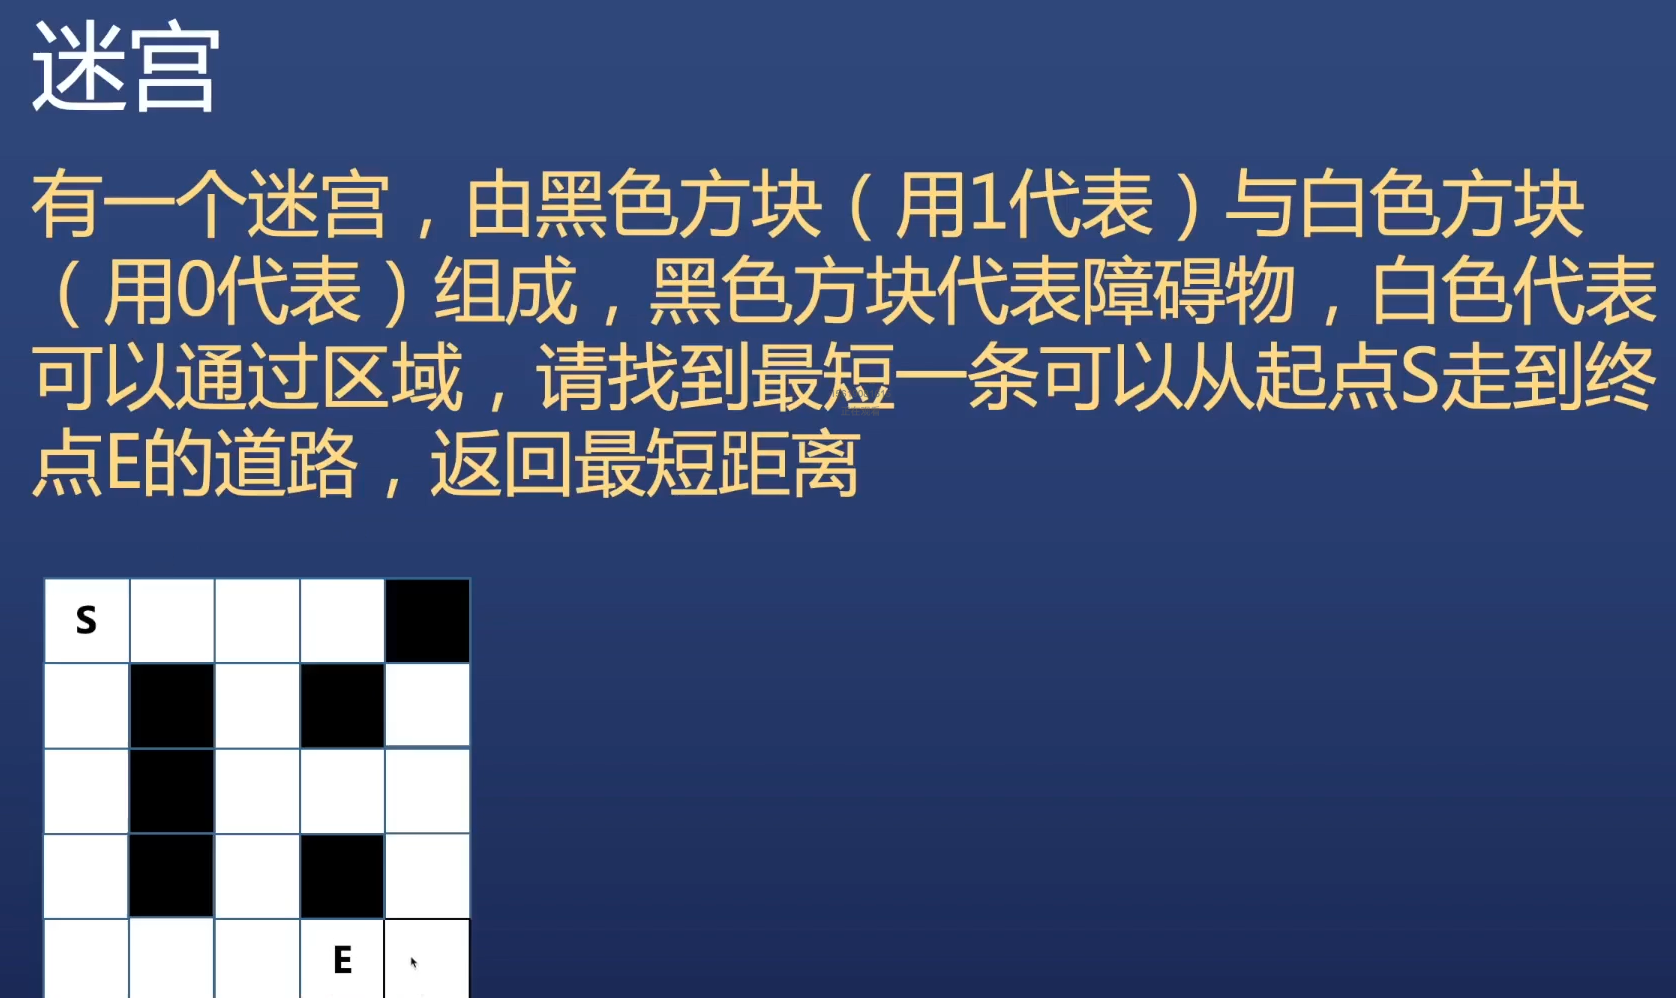 迷宫
有一个迷宫，由黑色方块（用1代表）与白色方块
（用0代表）组成，黑色方块代表障碍物，白色代表
可以通过区域，请找到最短一条可以从起点S走到终
点E的道路，返回最短距离
S
E